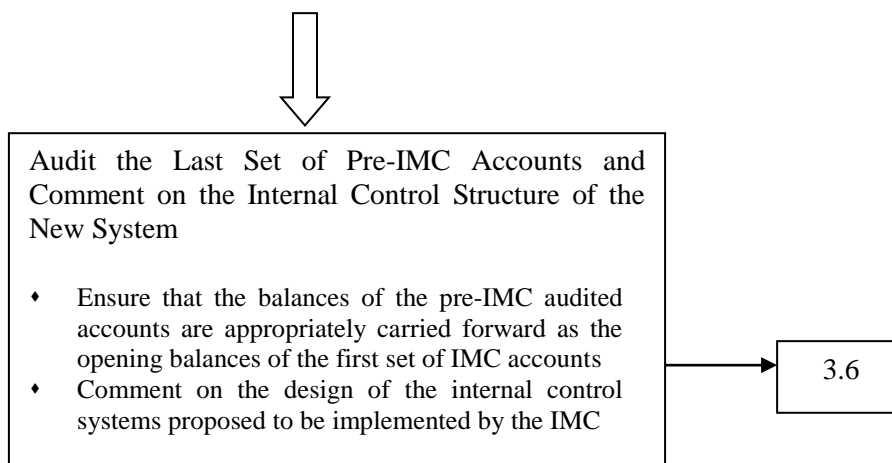 Audit the Last Set of Pre-IMC Accounts and
Comment on the Internal Control Structure of the
New System
♦ Ensure that the balances of the pre-IMC audited
accounts are appropriately carried forward as the
opening balances of the first set of IMC accounts
♦ Comment on the design of the internal control
systems proposed to be implemented by the IMC
3.6